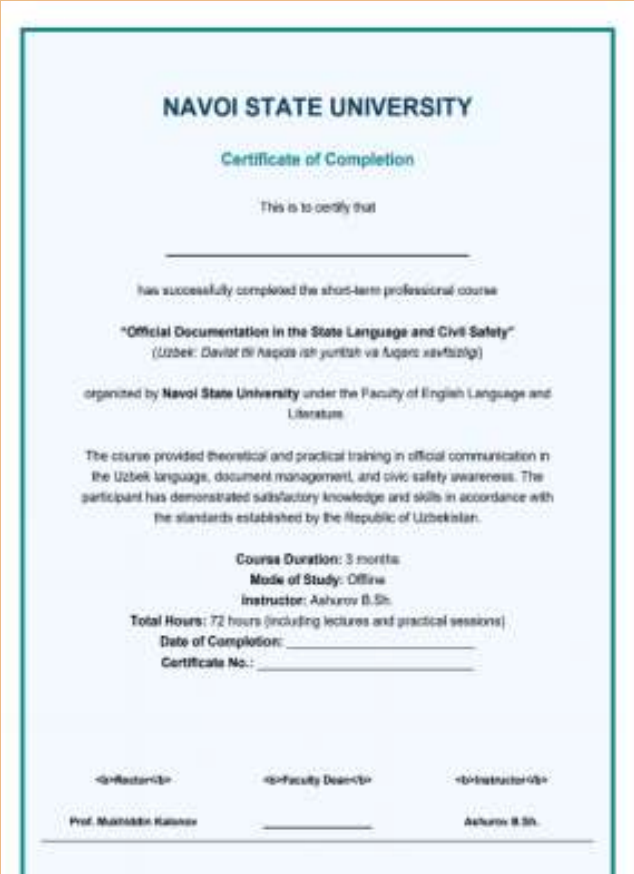 NAVOI STATE UNIVERSITY
Certificate of Completion
This is to certify that
has successfully completed the short-term professional course
"Official Documentation in the State Language and Civil Safety"
(Uzbek: Davlat tili haqida ish yuritish va fuqaro xavfsizligi)
organized by Navoi State University under the Faculty of English Language and
Literature
The course provided theoretical and practical training in official communication in
the Uzbek language, document management, and civic safety awareness. The
participant has demonstrated satisfactory knowledge and skills in accordance with
the standards established by the Republic of Uzbekistan.
Course Duration: 3 months
Mode of Study: Offline
Instructor: Ashurov B.Sh.
Total Hours: 72 hours (including lectures and practical sessions)
Date of Completion:
Certificate No.:
<b>Rector</b> <b>Faculty Dean</b> <b>Instructor</b>
Prof. Kalonov Ashurov B.Sh.